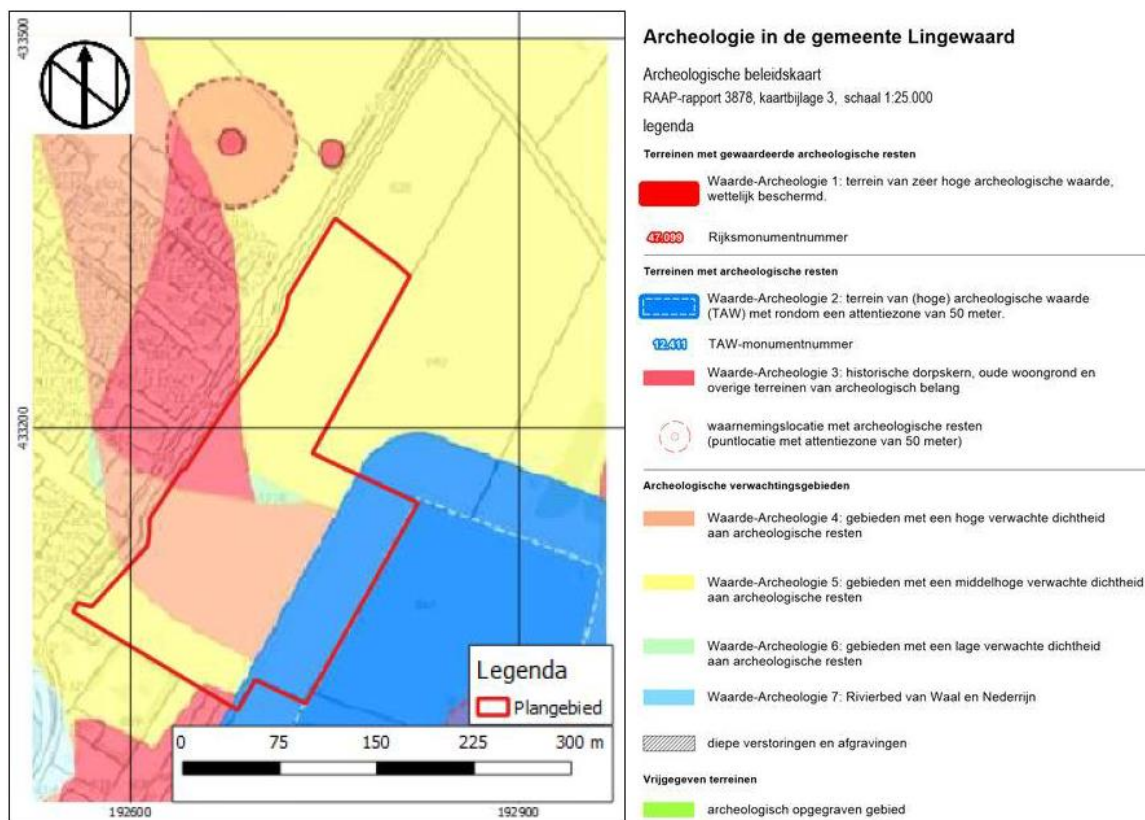 433500
433200
192600
192900
Legenda
Plangebied
0 75 150 225 300 m
Archeologie in de gemeente Lingewaard
Archeologische beleidskaart
RAAP-rapport 3878, kaartbijlage 3, schaal 1:25.000
legenda
Terreinen met gewaardeerde archeologische resten
Waarde-Archeologie 1: terrein van zeer hoge archeologische waarde,
wettelijk beschermd.
47.099 Rijksmonumentnummer
Terreinen met archeologische resten
Waarde-Archeologie 2: terrein van (hoge) archeologische waarde
(TAW) met rondom een attentiezone van 50 meter.
12.411 TAW-monumentnummer
Waarde-Archeologie 3: historische dorpskern, oude woongrond en
overige terreinen van archeologisch belang
waarnemingslocatie met archeologische resten
(puntlocatie met attentiezone van 50 meter)
Archeologische verwachtingsgebieden
Waarde-Archeologie 4: gebieden met een hoge verwachte dichtheid
aan archeologische resten
Waarde-Archeologie 5: gebieden met een middelhoge verwachte dichtheid
aan archeologische resten
Waarde-Archeologie 6: gebieden met een lage verwachte dichtheid
aan archeologische resten
Waarde-Archeologie 7: Rivierbed van Waal en Nederrijn
diepe verstoringen en afgravingen
Vrijgegeven terreinen
archeologisch opgegraven gebied